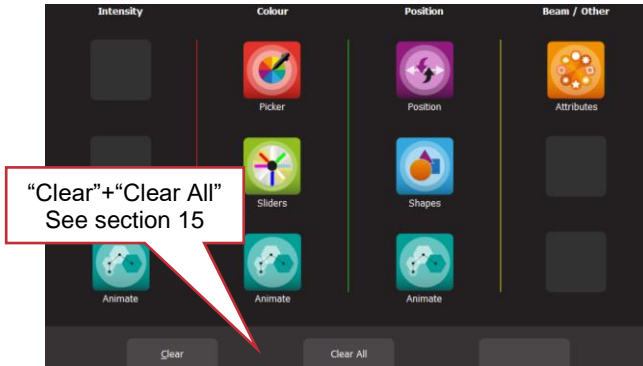 Intensity Colour Position Beam / Other
Picker Position Attributes
“Clear”+“Clear All”
See section 15
Sliders Shapes
Animate Animate Animate
Clear Clear All